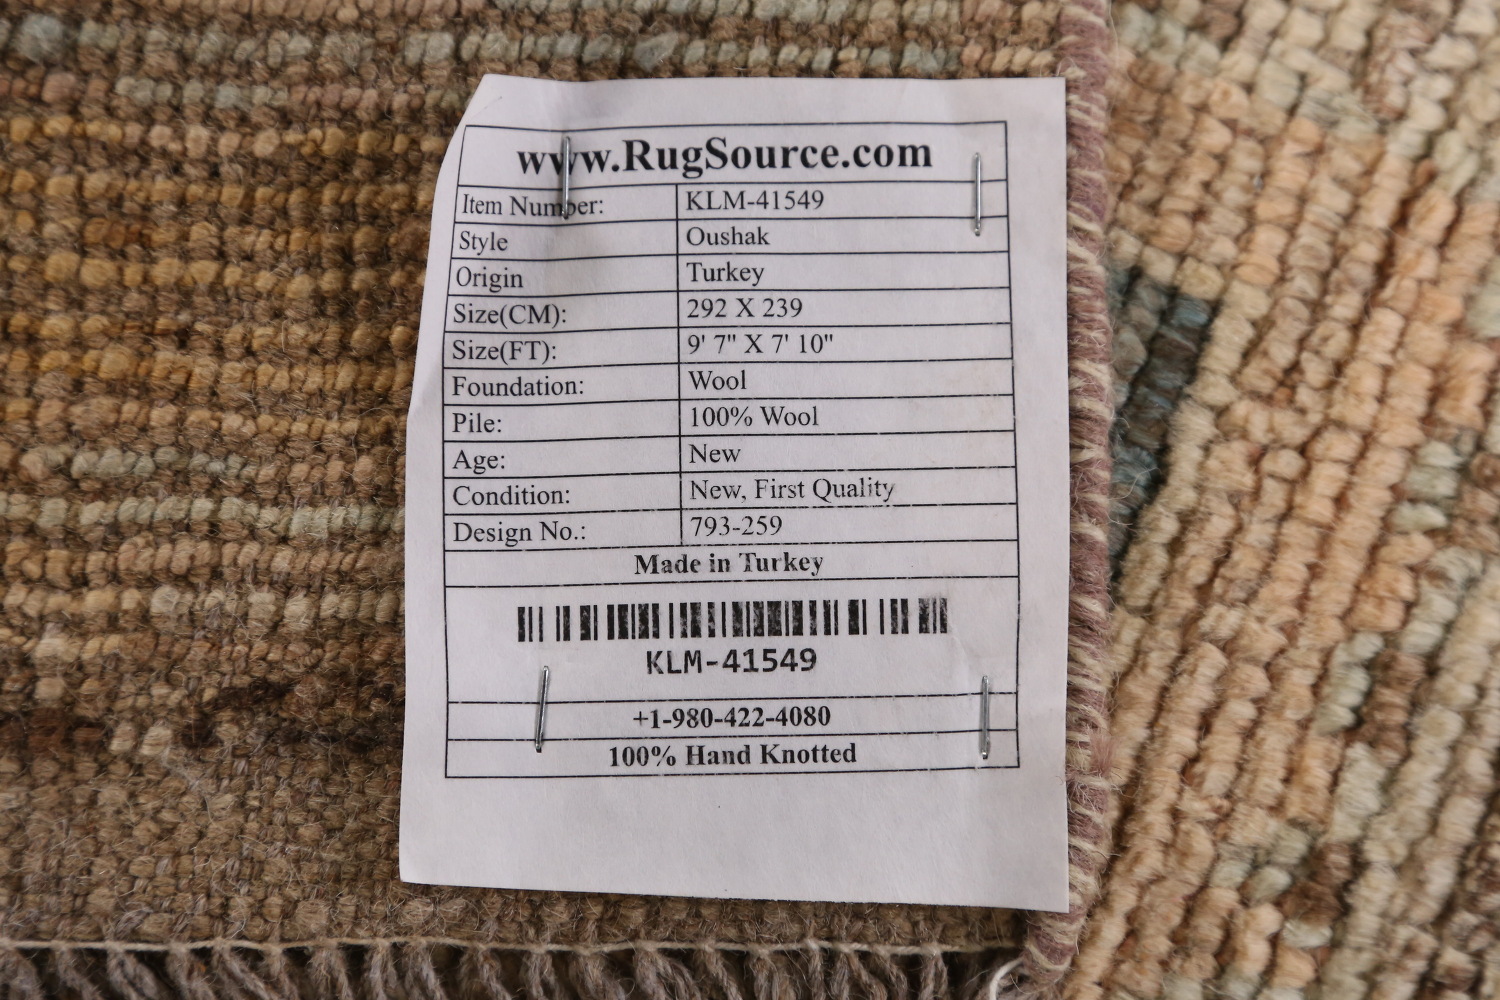 www.RugSource.com
Item Number: KLM-41549
Style Oushak
Origin Turkey
Size(CM): 292 X 239
Size(FT): 9' 7" X 7' 10"
Foundation: Wool
Pile: 100% Wool
Age: New
Condition: New, First Quality
Design No.: 793-259
Made in Turkey
KLM-41549
+1-980-422-4080
100% Hand Knotted